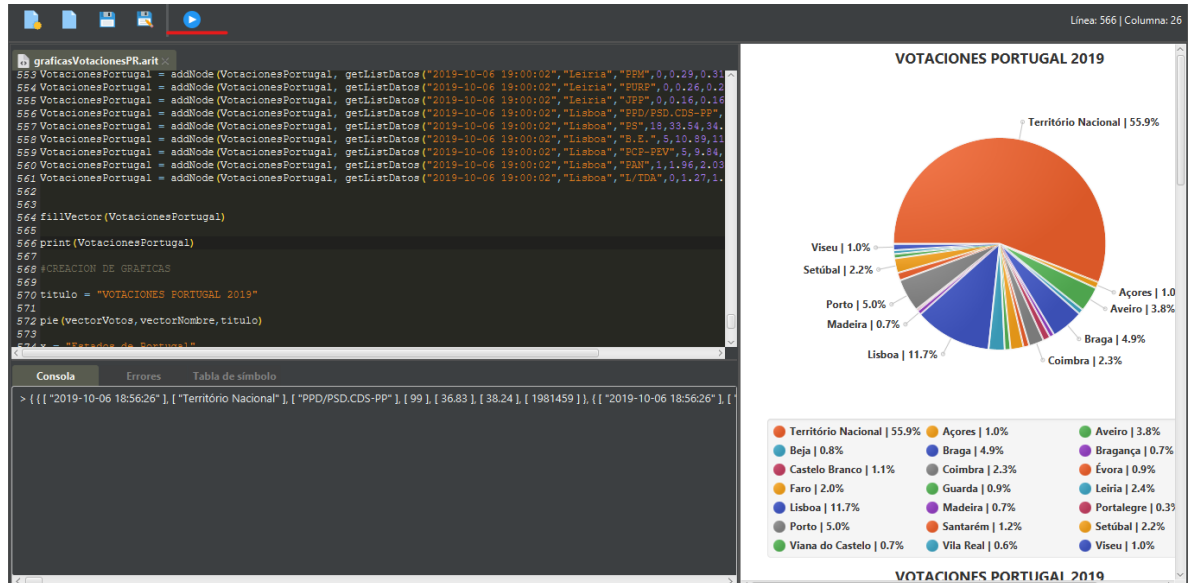 Línea: 566 | Columna: 26
graficasVotacionesPR.arit
553 VotacionesPortugal = addNode(VotacionesPortugal, getListDatos("2019-10-06 19:00:02","Leiria","PPM",0,0.29,0.31
554 VotacionesPortugal = addNode(VotacionesPortugal, getListDatos("2019-10-06 19:00:02","Leiria","PURP",0,0.26,0.2
555 VotacionesPortugal = addNode(VotacionesPortugal, getListDatos("2019-10-06 19:00:02","Leiria","JPP",0,0.16,0.16
556 VotacionesPortugal = addNode(VotacionesPortugal, getListDatos("2019-10-06 19:00:02","Lisboa","PPD/PSD.CDS-PP",
557 VotacionesPortugal = addNode(VotacionesPortugal, getListDatos("2019-10-06 19:00:02","Lisboa","PS",18,33.54,34.
558 VotacionesPortugal = addNode(VotacionesPortugal, getListDatos("2019-10-06 19:00:02","Lisboa","B.E.",5,10.89,11
559 VotacionesPortugal = addNode(VotacionesPortugal, getListDatos("2019-10-06 19:00:02","Lisboa","PCP-PEV",5,9.84,
560 VotacionesPortugal = addNode(VotacionesPortugal, getListDatos("2019-10-06 19:00:02","Lisboa","PAN",1,1.96,2.03
561 VotacionesPortugal = addNode(VotacionesPortugal, getListDatos("2019-10-06 19:00:02","Lisboa","L/TDA",0,1.27,1.
562
563
564 fillVector(VotacionesPortugal)
565
566 print(VotacionesPortugal)
567
568 #CREACION DE GRAFICAS
569
570 titulo = "VOTACIONES PORTUGAL 2019"
571
572 pie(vectorVotos,vectorNombre,titulo)
573
574 x = "Estados de Portugal"
Consola Errores Tabla de símbolo
> { { [ "2019-10-06 18:56:26" ], [ "Território Nacional" ], [ "PPD/PSD.CDS-PP" ], [ 99 ], [ 36.83 ], [ 38.24 ], [ 1981459 ] }, { [ "2019-10-06 18:56:26" ], [ "
VOTACIONES PORTUGAL 2019
Território Nacional | 55.9%
Viseu | 1.0%
Setúbal | 2.2%
Porto | 5.0%
Madeira | 0.7%
Lisboa | 11.7%
Açores | 1.0
Aveiro | 3.8%
Braga | 4.9%
Coimbra | 2.3%
Território Nacional | 55.9% Açores | 1.0% Aveiro | 3.8%
Beja | 0.8% Braga | 4.9% Bragança | 0.7%
Castelo Branco | 1.1% Coimbra | 2.3% Évora | 0.9%
Faro | 2.0% Guarda | 0.9% Leiria | 2.4%
Lisboa | 11.7% Madeira | 0.7% Portalegre | 0.3%
Porto | 5.0% Santarém | 1.2% Setúbal | 2.2%
Viana do Castelo | 0.7% Vila Real | 0.6% Viseu | 1.0%
VOTACIONES PORTUGAL 2019